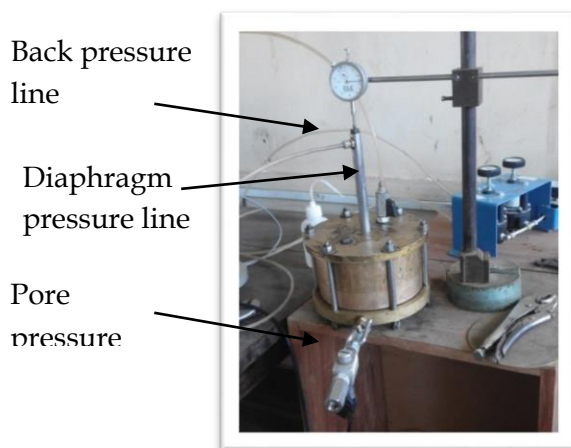 Back pressure
line
Diaphragm
pressure line
Pore
pressure